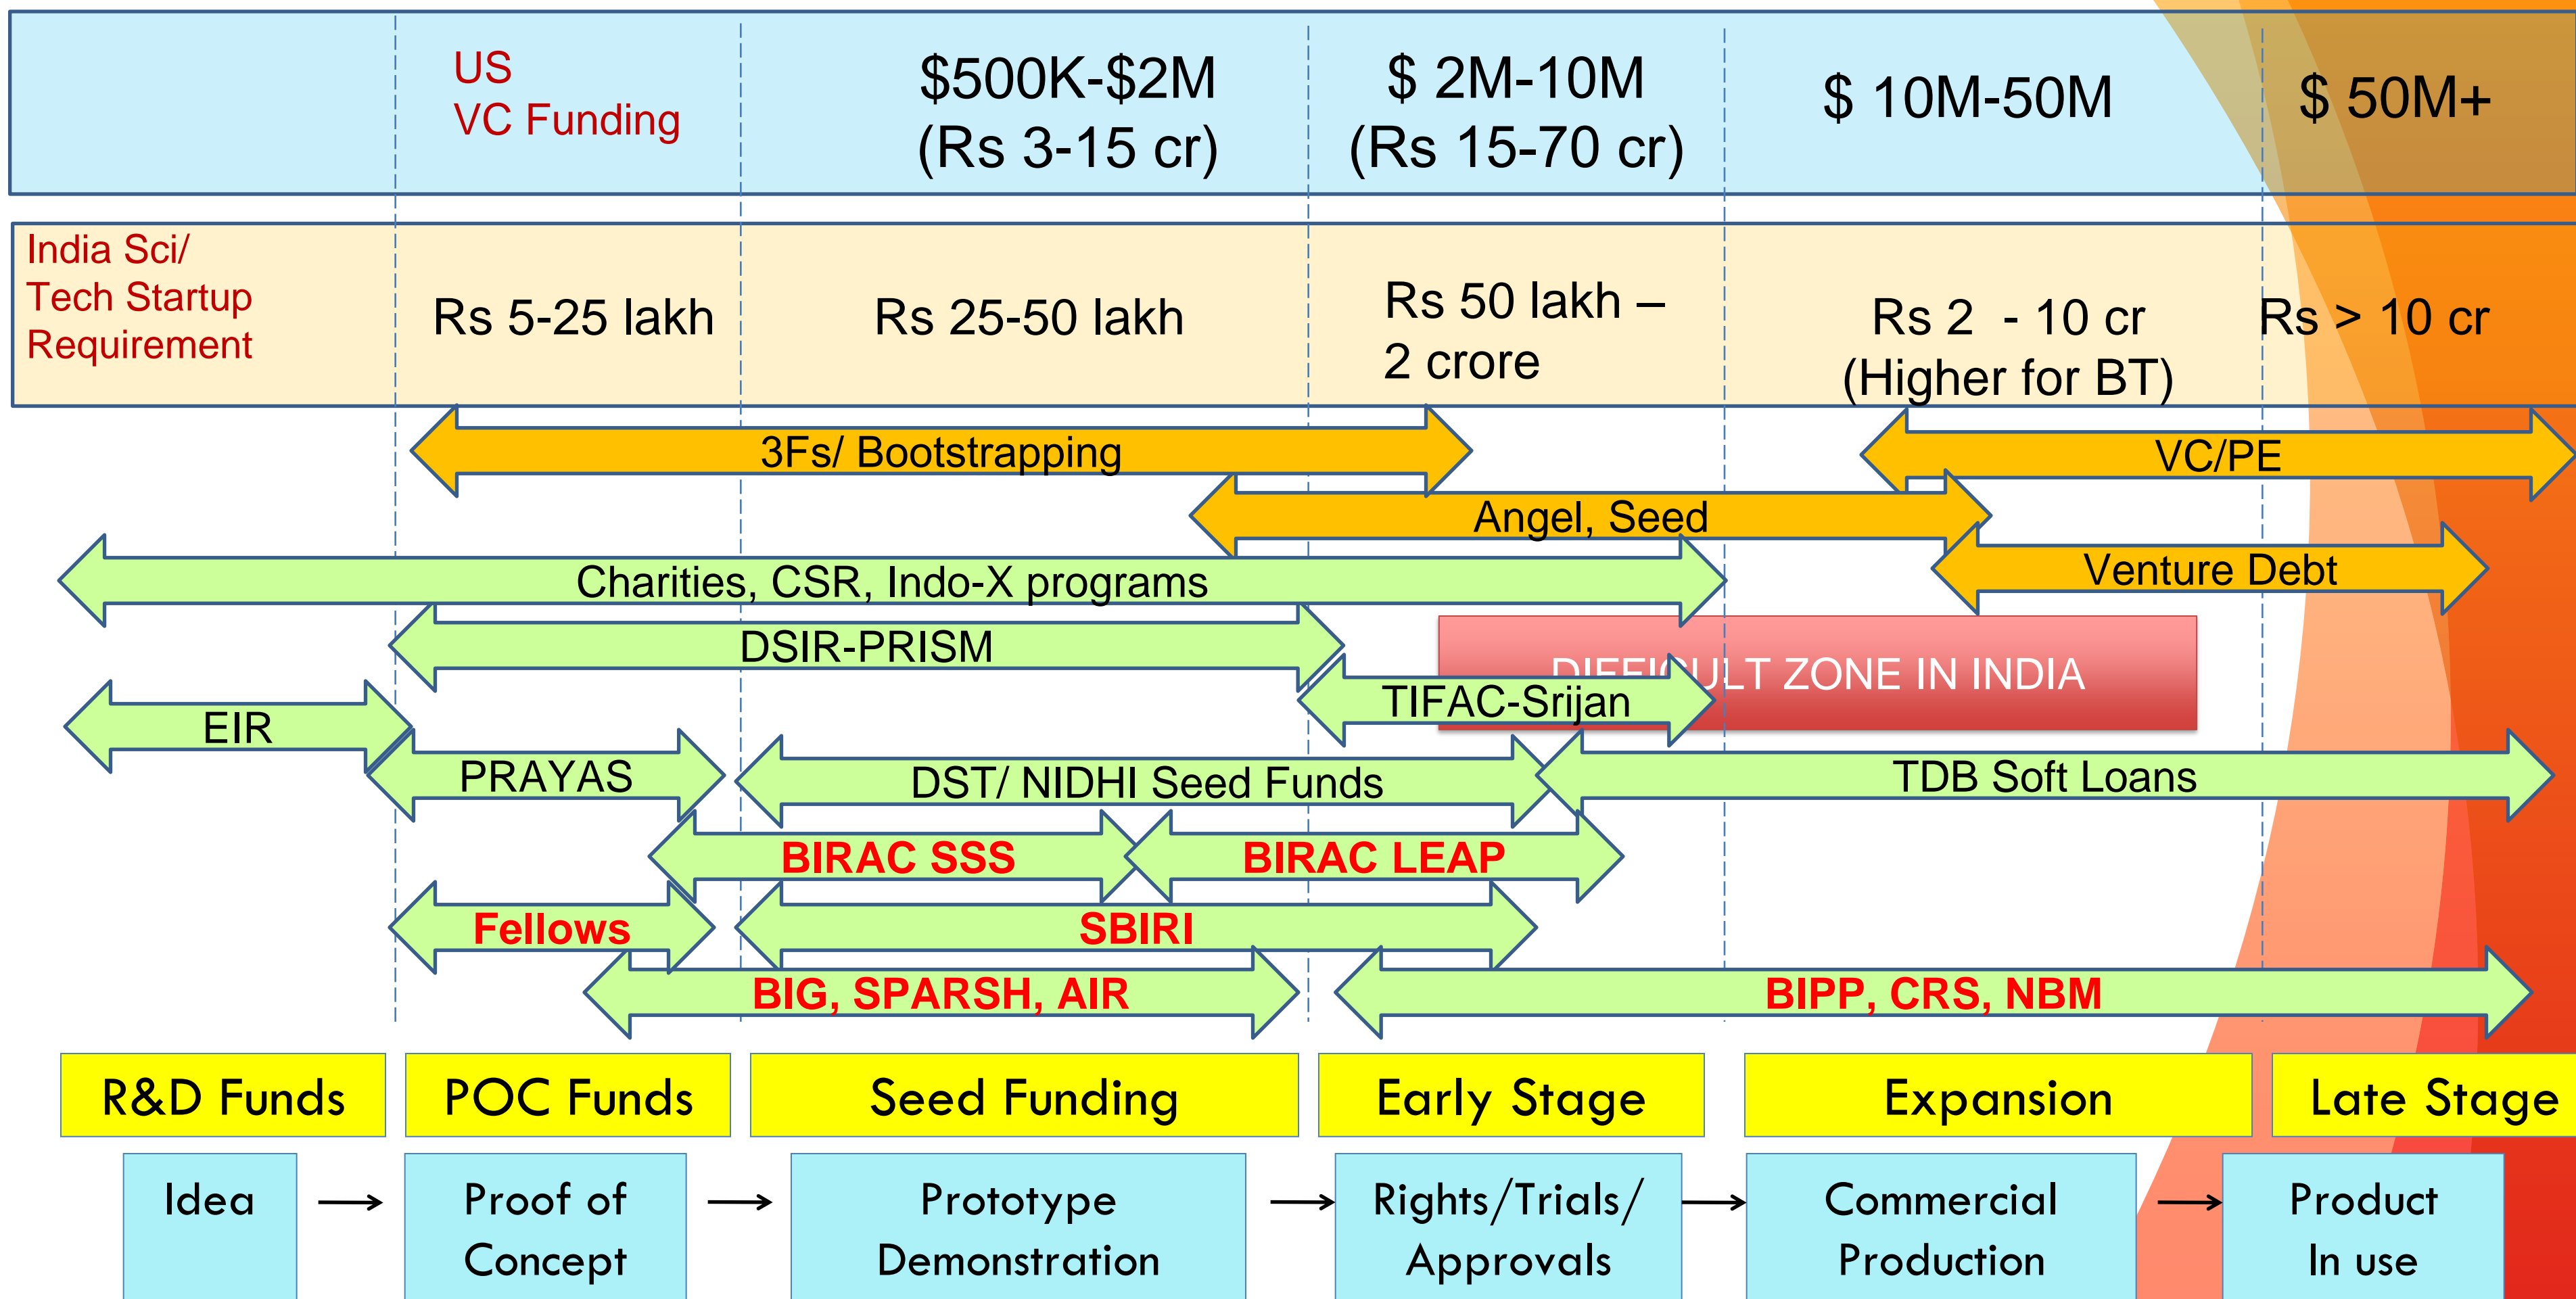 US
VC Funding
$500K-$2M
(Rs 3-15 cr)
$ 2M-10M
(Rs 15-70 cr)
$ 10M-50M
$ 50M+
India Sci/
Tech Startup
Requirement
Rs 5-25 lakh
Rs 25-50 lakh
Rs 50 lakh –
2 crore
Rs 2 - 10 cr
(Higher for BT)
Rs > 10 cr
3Fs/ Bootstrapping
VC/PE
Angel, Seed
Venture Debt
Charities, CSR, Indo-X programs
DSIR-PRISM
DIFFICULT ZONE IN INDIA
TIFAC-Srijan
EIR
PRAYAS
DST/ NIDHI Seed Funds
TDB Soft Loans
BIRAC SSS
BIRAC LEAP
Fellows
SBIRI
BIG, SPARSH, AIR
BIPP, CRS, NBM
R&D Funds
POC Funds
Seed Funding
Early Stage
Expansion
Late Stage
Idea
Proof of
Concept
Prototype
Demonstration
Rights/Trials/
Approvals
Commercial
Production
Product
In use